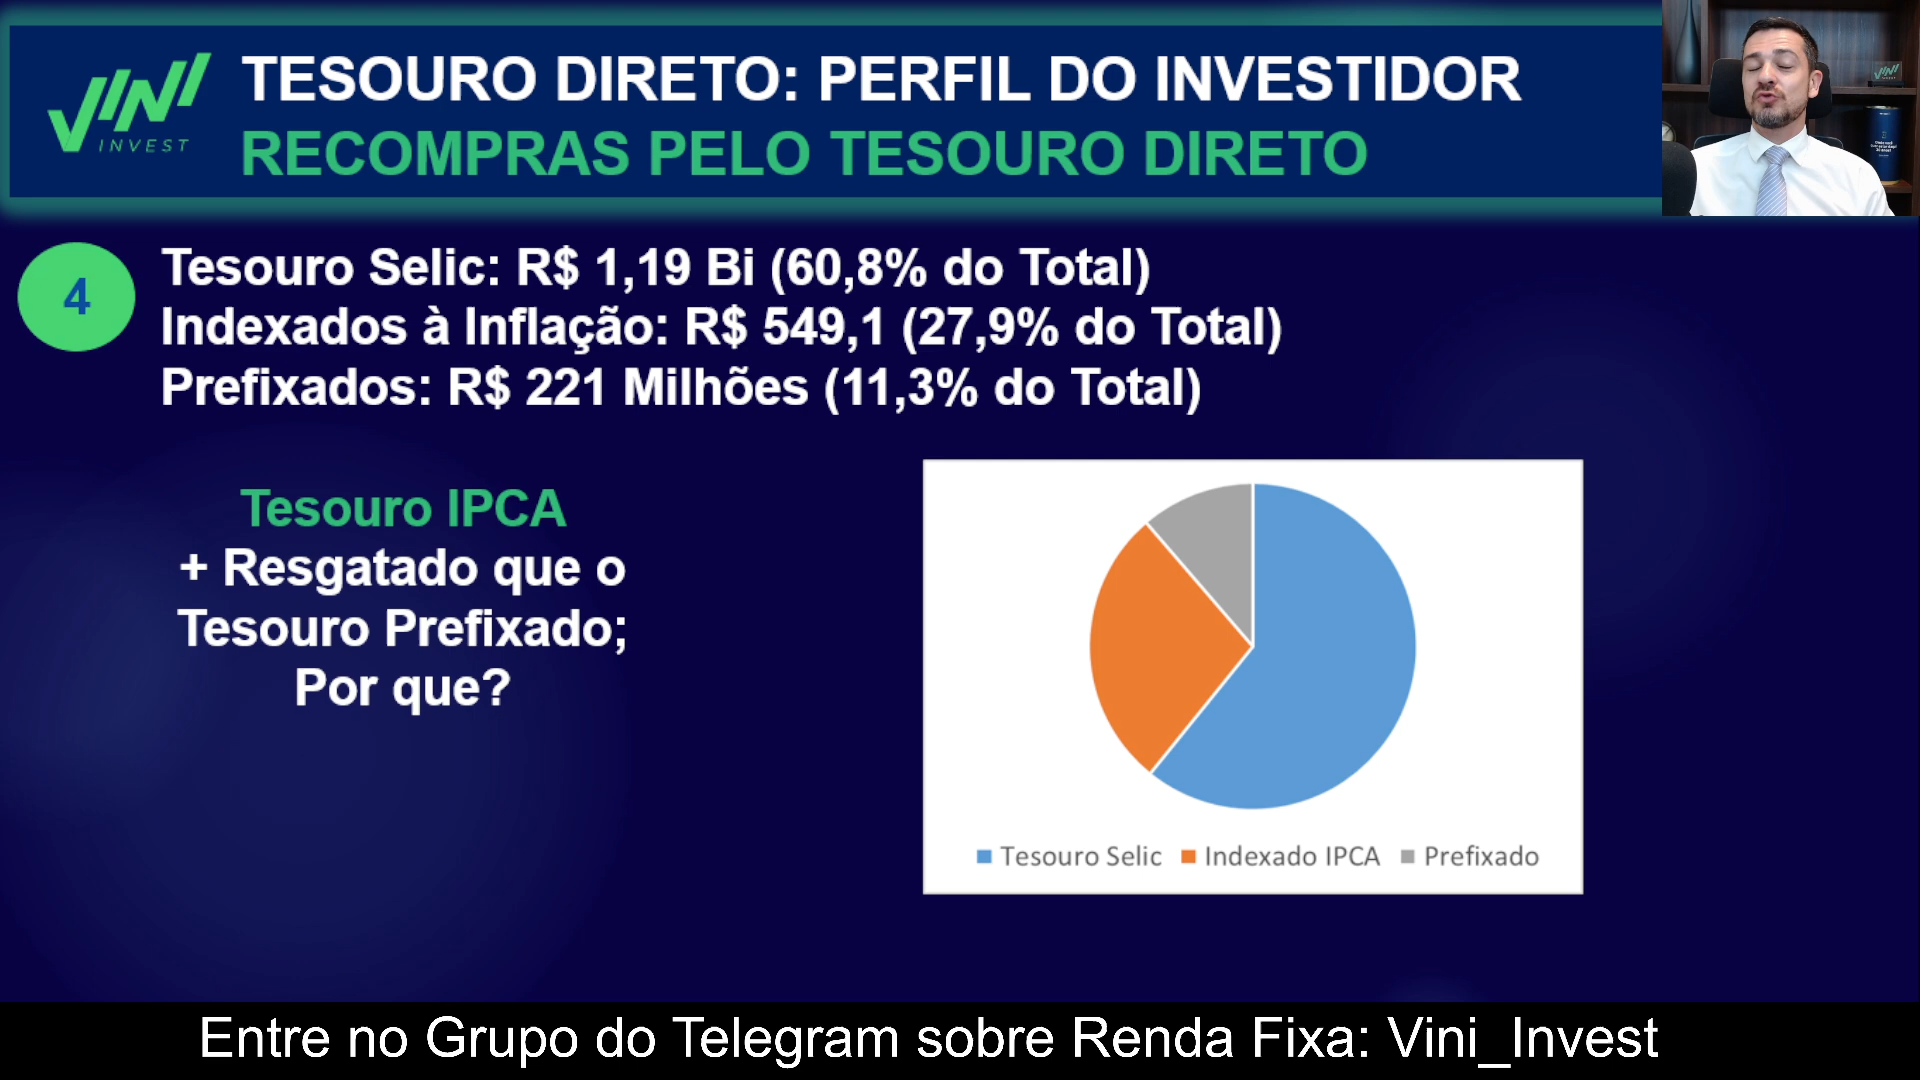 VINI
INVEST
TESOURO DIRETO: PERFIL DO INVESTIDOR
RECOMPRAS PELO TESOURO DIRETO
4
Tesouro Selic: R$ 1,19 Bi (60,8% do Total)
Indexados à Inflação: R$ 549,1 (27,9% do Total)
Prefixados: R$ 221 Milhões (11,3% do Total)
Tesouro IPCA
+ Resgatado que o
Tesouro Prefixado;
Por que?
Tesouro Selic Indexado IPCA Prefixado
Entre no Grupo do Telegram sobre Renda Fixa: Vini_Invest